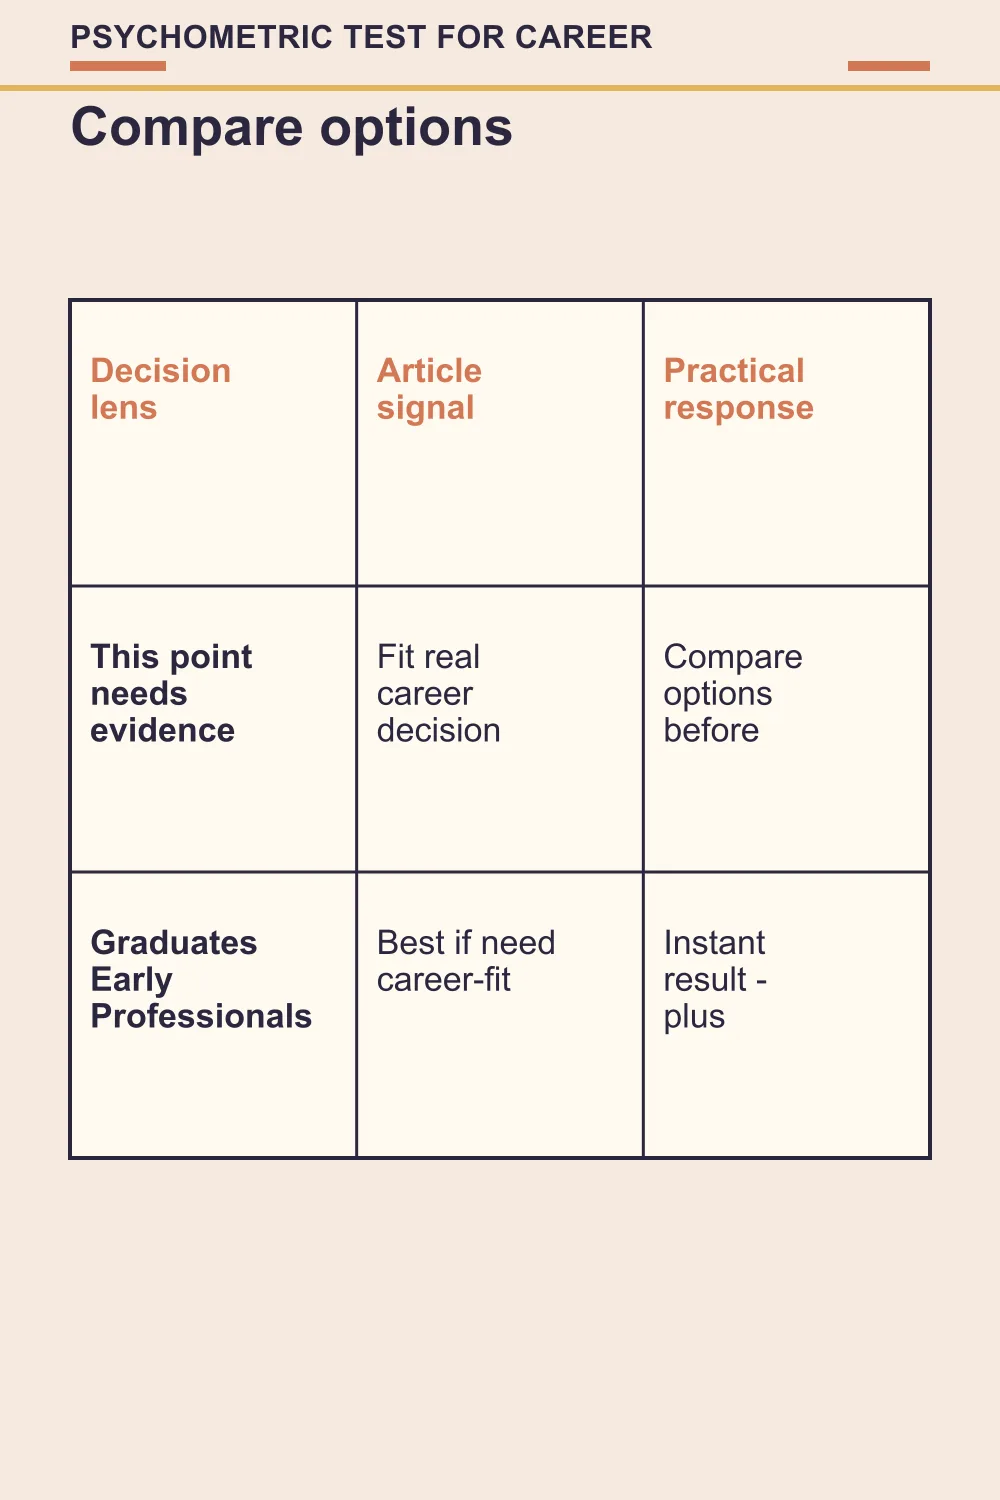 PSYCHOMETRIC TEST FOR CAREER
Compare options
Decision
lens
Article
signal
Practical
response
This point
needs
evidence
Fit real
career
decision
Compare
options
before
Graduates
Early
Professionals
Best if need
career-fit
Instant
result -
plus